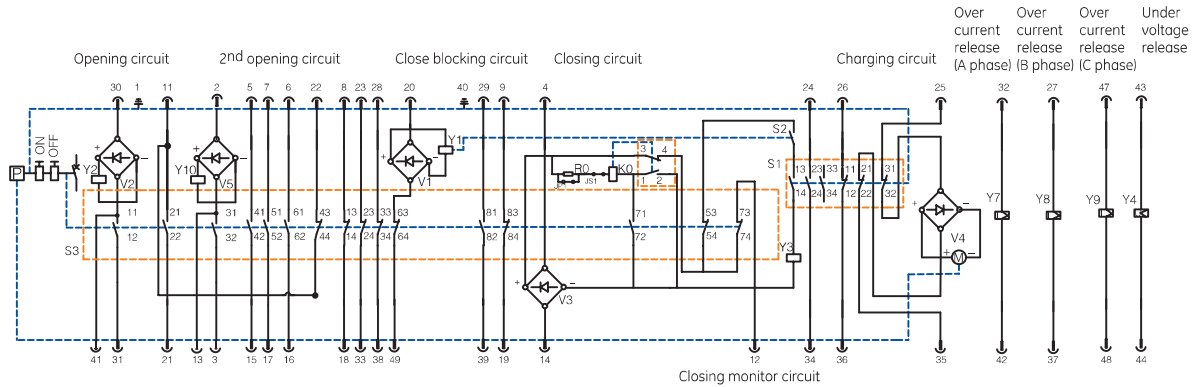 Over current release (A phase)
Over current release (B phase)
Over current release (C phase)
Under voltage release
Opening circuit
2nd opening circuit
Close blocking circuit
Closing circuit
Charging circuit
30 1 11 2 5 7 6 22 8 23 28 20 40 29 9 4 24 26 25 32 27 47 43
ON
OFF
P
Y2
+ −
V2
Y10
+ −
V5
+ −
V1
Y1
R0
JS1
K0
3 4
1 2
S2
S1
13 23 33 11 21 31
14 24 34 12 22 32
+ −
V4
+ −
M
Y7
Y8
Y9
Y4
S3
11 21 31 41 51 61 43 13 23 33 63 81 83 71 53 73
12 22 32 42 52 62 44 14 24 34 64 82 84 72 54 74
Y3
+ −
V3
41 31 21 13 3 15 17 16 18 33 38 49 39 19 14 12 34 36 35 42 37 48 44
Closing monitor circuit